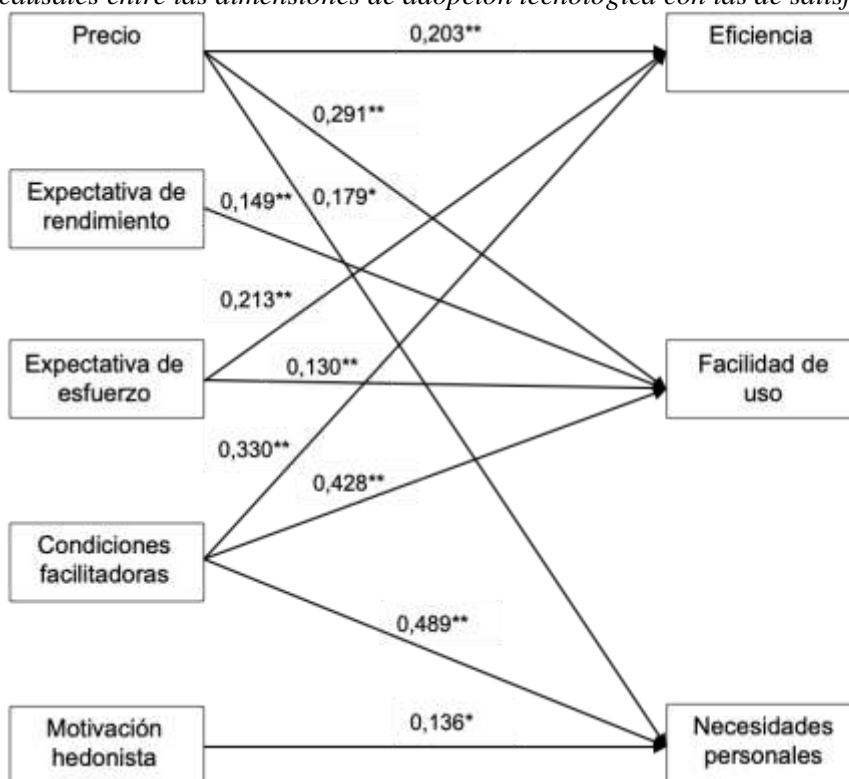 causales entre las dimensiones de adopción tecnológica con las de
Precio
0,203**
Eficiencia
0,291**
Expectativa de
rendimiento
0,149**
0,179*
0,213**
Expectativa de
esfuerzo
0,130**
Facilidad de
uso
0,330**
0,428**
Condiciones
facilitadoras
0,489**
Motivación
hedonista
0,136*
Necesidades
personales